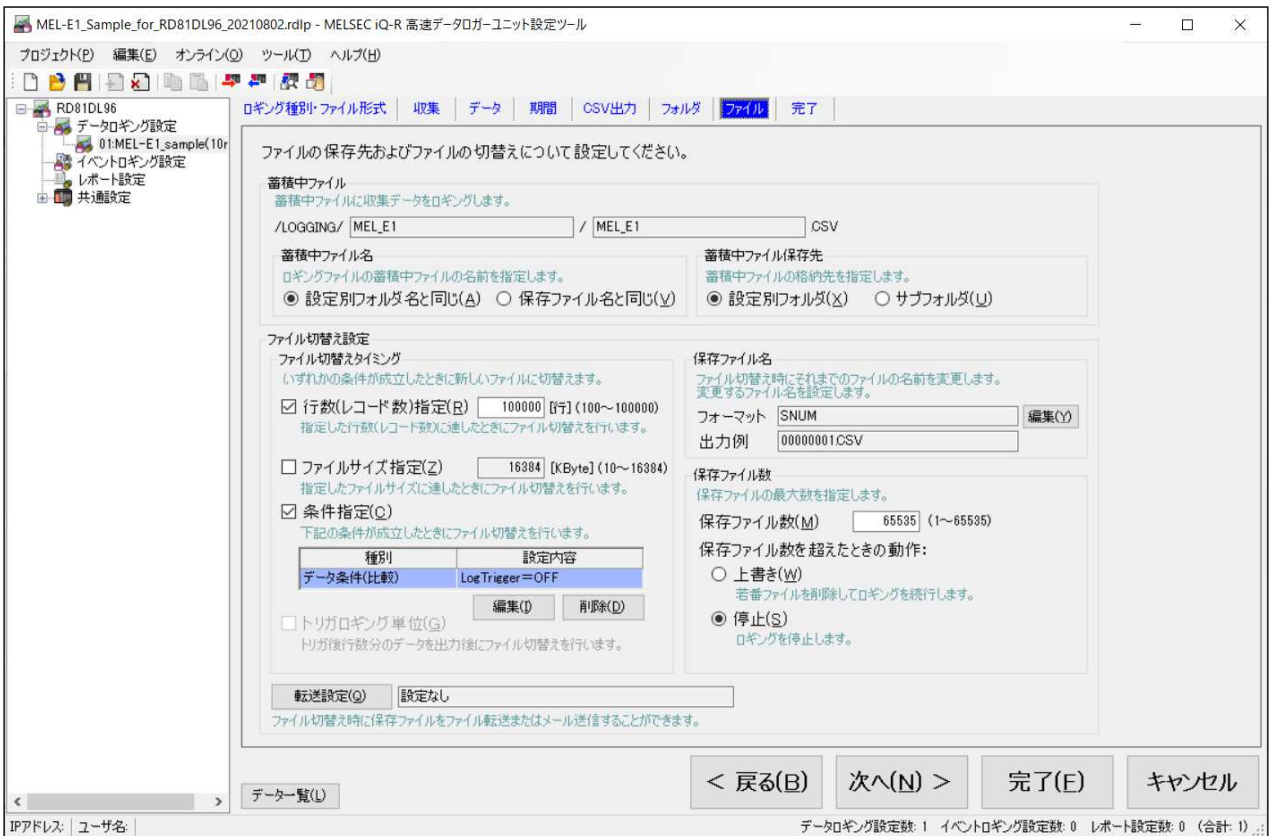 MEL-E1_Sample_for_RD81DL96_20210802.rdlp - MELSEC iQ-R 高速データロガーユニット設定ツール
プロジェクト(P) 編集(E) オンライン(O) ツール(T) ヘルプ(H)
RD81DL96
データロギング設定
01:MEL-E1_sample(10r
イベントロギング設定
レポート設定
共通設定
ロギング種別・ファイル形式 収集 データ 期間 CSV出力 フォルダ ファイル 完了
ファイルの保存先およびファイルの切替えについて設定してください。
蓄積中ファイル
蓄積中ファイルに収集データをロギングします。
/LOGGING/ MEL_E1 / MEL_E1 .CSV
蓄積中ファイル名
ロギングファイルの蓄積中ファイルの名前を指定します。
設定別フォルダ名と同じ(A) 保存ファイル名と同じ(V)
蓄積中ファイル保存先
蓄積中ファイルの格納先を指定します。
設定別フォルダ(X) サブフォルダ(U)
ファイル切替え設定
ファイル切替えタイミング
いずれかの条件が成立したときに新しいファイルに切替えます。
行数(レコード数)指定(R) 100000 [行] (100～100000)
指定した行数(レコード数)に達したときにファイル切替えを行います。
ファイルサイズ指定(Z) 16384 [KByte] (10～16384)
指定したファイルサイズに達したときにファイル切替えを行います。
条件指定(C)
下記の条件が成立したときにファイル切替えを行います。
種別 設定内容
データ条件(比較) LogTrigger＝OFF
編集(I) 削除(D)
トリガロギング単位(G)
トリガ後行数分のデータを出力後にファイル切替えを行います。
保存ファイル名
ファイル切替え時にそれまでのファイルの名前を変更します。
変更するファイル名を設定します。
フォーマット SNUM 編集(Y)
出力例 00000001.CSV
保存ファイル数
保存ファイルの最大数を指定します。
保存ファイル数(M) 65535 (1～65535)
保存ファイル数を超えたときの動作:
上書き(W)
若番ファイルを削除してロギングを続行します。
停止(S)
ロギングを停止します。
転送設定(Q) 設定なし
ファイル切替え時に保存ファイルをファイル転送またはメール送信することができます。
データ一覧(L)
< 戻る(B) 次へ(N) > 完了(F) キャンセル
IPアドレス: ユーザ名: データロギング設定数: 1 イベントロギング設定数: 0 レポート設定数: 0 (合計: 1)